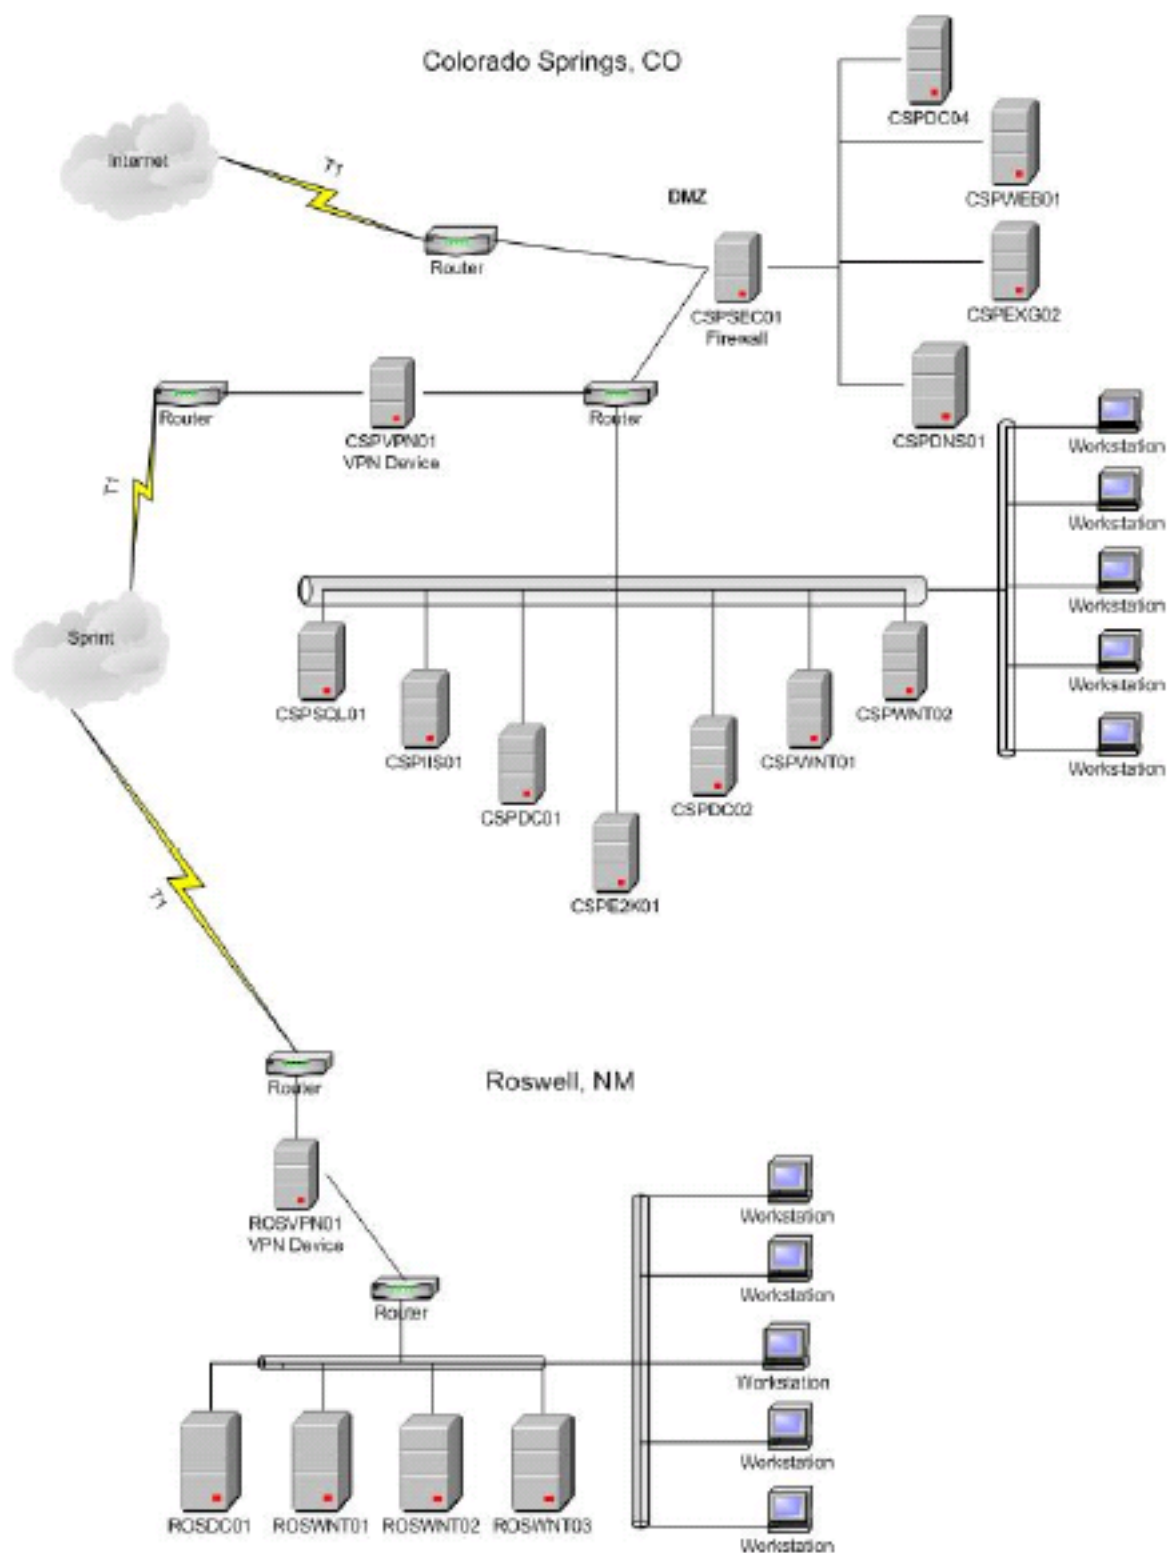 Colorado Springs, CO
CSPDC04
Internet
T1
CSPWEB01
DMZ
Router
CSPSEC01
Firewall
CSPEXG02
Router
CSPVPN01
VPN Device
Router
CSPDNS01
Workstation
T1
Workstation
Workstation
Sprint
Workstation
CSPSQL01
CSPIIS01
CSPDC01
CSPE2K01
CSPDC02
CSPWNT01
CSPWNT02
Workstation
T1
Router
Roswell, NM
ROSVPN01
VPN Device
Router
Workstation
Workstation
Workstation
Workstation
Workstation
ROSDC01
ROSWNT01
ROSWNT02
ROSWNT03